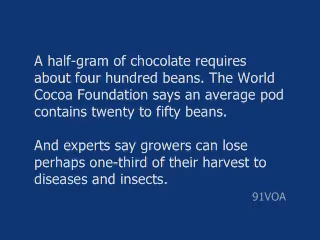 A half-gram of chocolate requires
about four hundred beans. The World
Cocoa Foundation says an average pod
contains twenty to fifty beans.
And experts say growers can lose
perhaps one-third of their harvest to
diseases and insects.
91VOA